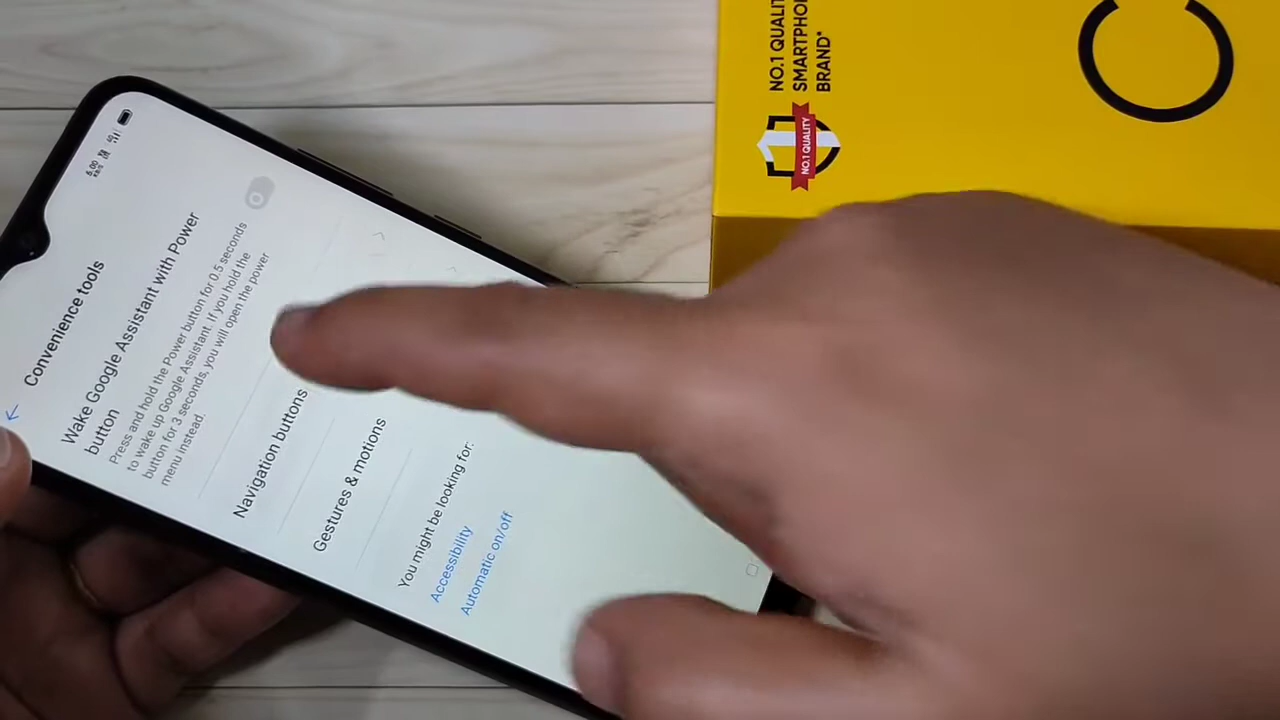 Convenience tools
Wake Google Assistant with Power
button
Press and hold the Power button for 0.5 seconds
to wake up Google Assistant. If you hold the
button for 3 seconds, you will open the power
menu instead.
Navigation buttons
Gestures & motions
You might be looking for:
Accessibility
Automatic on/off
NO.1 QUALIT
SMARTPHO
BRAND*
NO.1 QUALITY
C